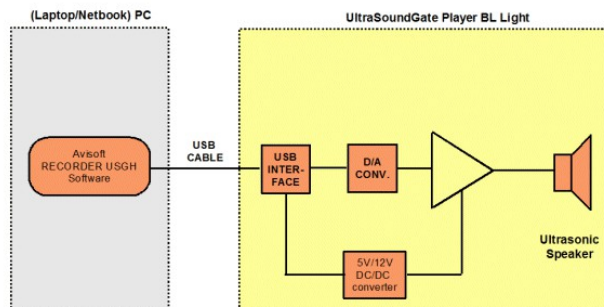 (Laptop/Netbook) PC
UltraSoundGate Player BL Light
Avisoft
RECORDER USGH
Software
USB
CABLE
USB
INTER-
FACE
D/A
CONV.
5V/12V
DC/DC
converter
Ultrasonic
Speaker